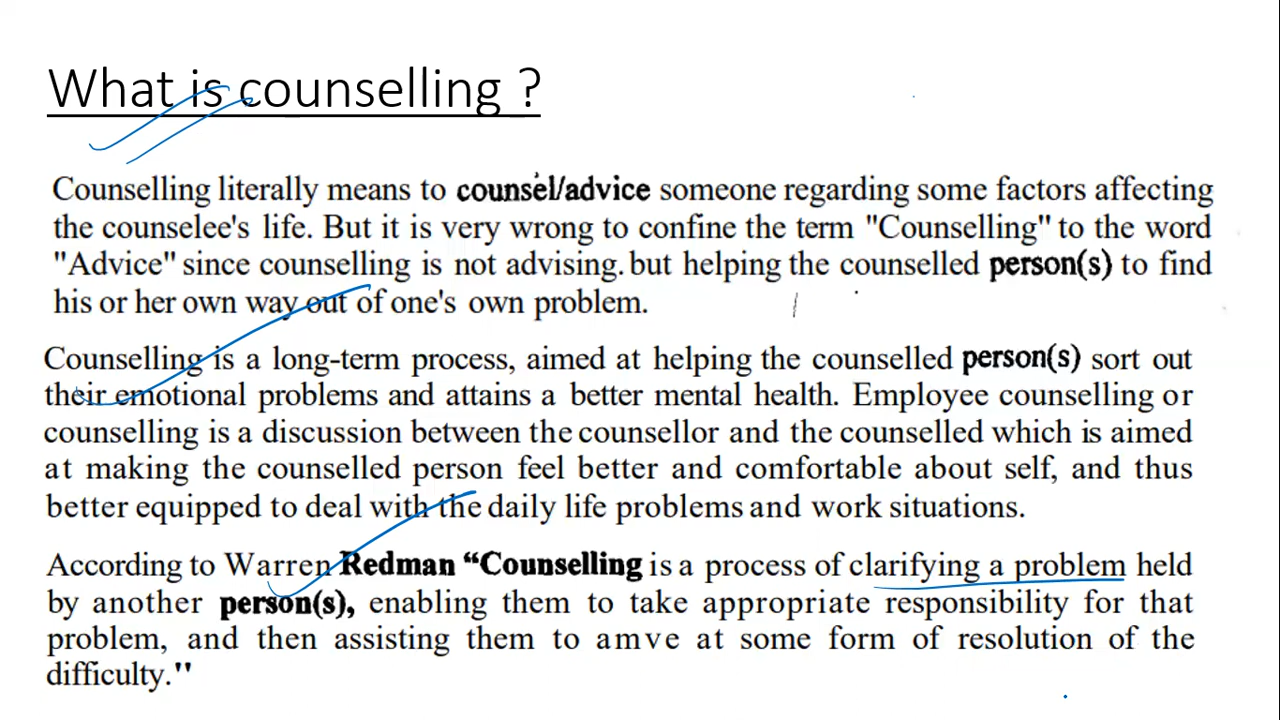 What is counselling ?
Counselling literally means to counsel/advice someone regarding some factors affecting
the counselee's life. But it is very wrong to confine the term "Counselling" to the word
"Advice" since counselling is not advising. but helping the counselled person(s) to find
his or her own way out of one's own problem.
Counselling is a long-term process, aimed at helping the counselled person(s) sort out
their emotional problems and attains a better mental health. Employee counselling or
counselling is a discussion between the counsellor and the counselled which is aimed
at making the counselled person feel better and comfortable about self, and thus
better equipped to deal with the daily life problems and work situations.
According to Warren Redman “Counselling is a process of clarifying a problem held
by another person(s), enabling them to take appropriate responsibility for that
problem, and then assisting them to amve at some form of resolution of the
difficulty."